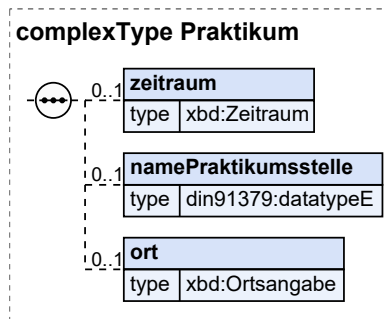 complexType Praktikum
0..1 zeitraum
type xbd:Zeitraum
0..1 namePraktikumsstelle
type din91379:datatypeE
0..1 ort
type xbd:Ortsangabe